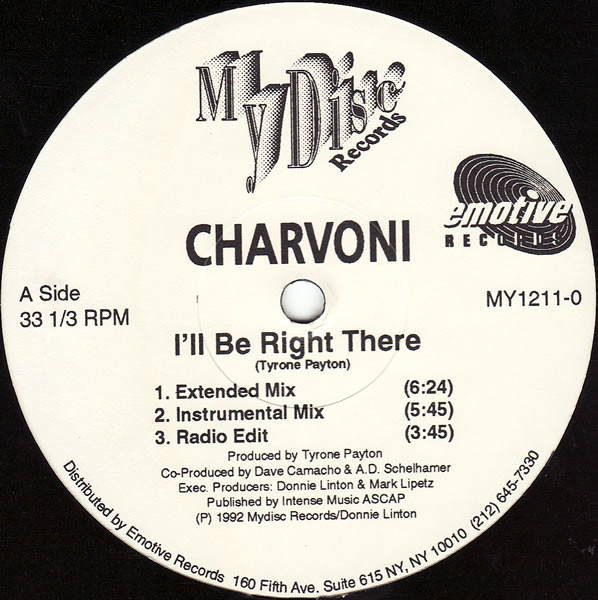 My Disc
Records
emotive
RECORDS
CHARVONI
A Side
33 1/3 RPM
MY1211-0
I'll Be Right There
(Tyrone Payton)
1. Extended Mix (6:24)
2. Instrumental Mix (5:45)
3. Radio Edit (3:45)
Produced by Tyrone Payton
Co-Produced by Dave Camacho & A.D. Schelhamer
Exec. Producers: Donnie Linton & Mark Lipetz
Published by Intense Music ASCAP
(P) 1992 Mydisc Records/Donnie Linton
Distributed by Emotive Records 160 Fifth Ave. Suite 615 NY, NY 10010 (212) 645-7330